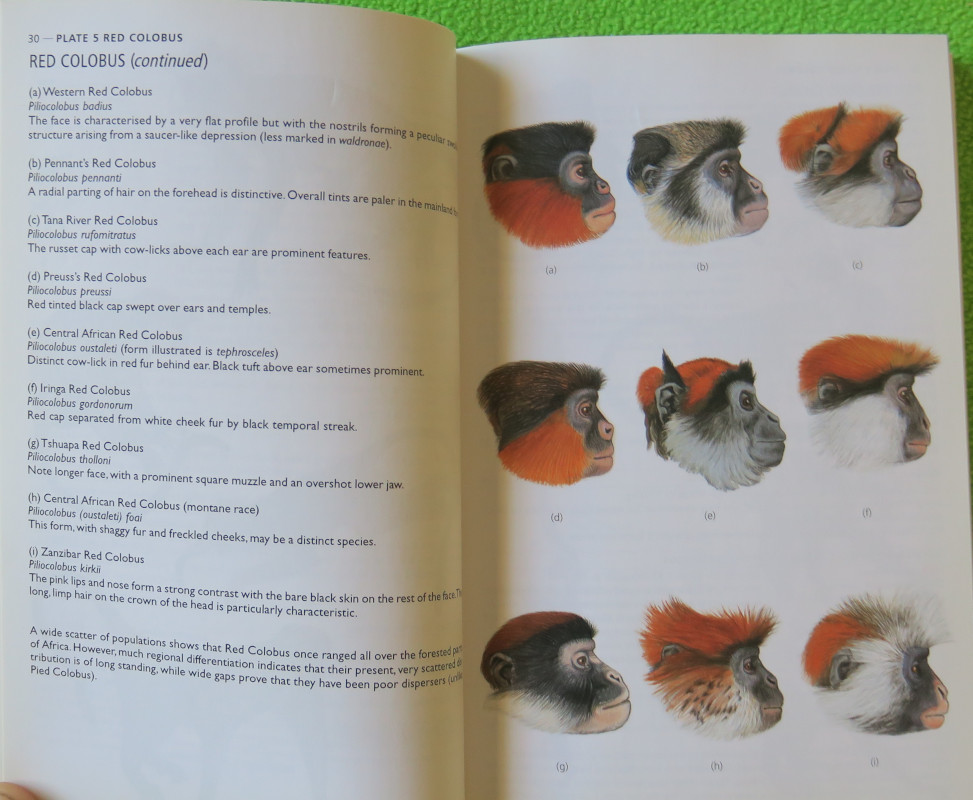 30 — PLATE 5 RED COLOBUS
RED COLOBUS (continued)
(a) Western Red Colobus
Piliocolobus badius
The face is characterised by a very flat profile but with the nostrils forming a peculiar
structure arising from a saucer-like depression (less marked in waldronae).
(b) Pennant's Red Colobus
Piliocolobus pennanti
A radial parting of hair on the forehead is distinctive. Overall tints are paler in the mainland
(c) Tana River Red Colobus
Piliocolobus rufomitratus
The russet cap with cow-licks above each ear are prominent features.
(d) Preuss's Red Colobus
Piliocolobus preussi
Red tinted black cap swept over ears and temples.
(e) Central African Red Colobus
Piliocolobus oustaleti (form illustrated is tephrosceles)
Distinct cow-lick in red fur behind ear. Black tuft above ear sometimes prominent.
(f) Iringa Red Colobus
Piliocolobus gordonorum
Red cap separated from white cheek fur by black temporal streak.
(g) Tshuapa Red Colobus
Piliocolobus tholloni
Note longer face, with a prominent square muzzle and an overshot lower jaw.
(h) Central African Red Colobus (montane race)
Piliocolobus (oustaleti) foai
This form, with shaggy fur and freckled cheeks, may be a distinct species.
(i) Zanzibar Red Colobus
Piliocolobus kirkii
The pink lips and nose form a strong contrast with the bare black skin on the rest of the face.
long, limp hair on the crown of the head is particularly characteristic.
A wide scatter of populations shows that Red Colobus once ranged all over the forested
of Africa. However, much regional differentiation indicates that their present, very scattered
tribution is of long standing, while wide gaps prove that they have been poor dispersers
Pied Colobus).
(a)
(b)
(c)
(d)
(e)
(f)
(g)
(h)
(i)